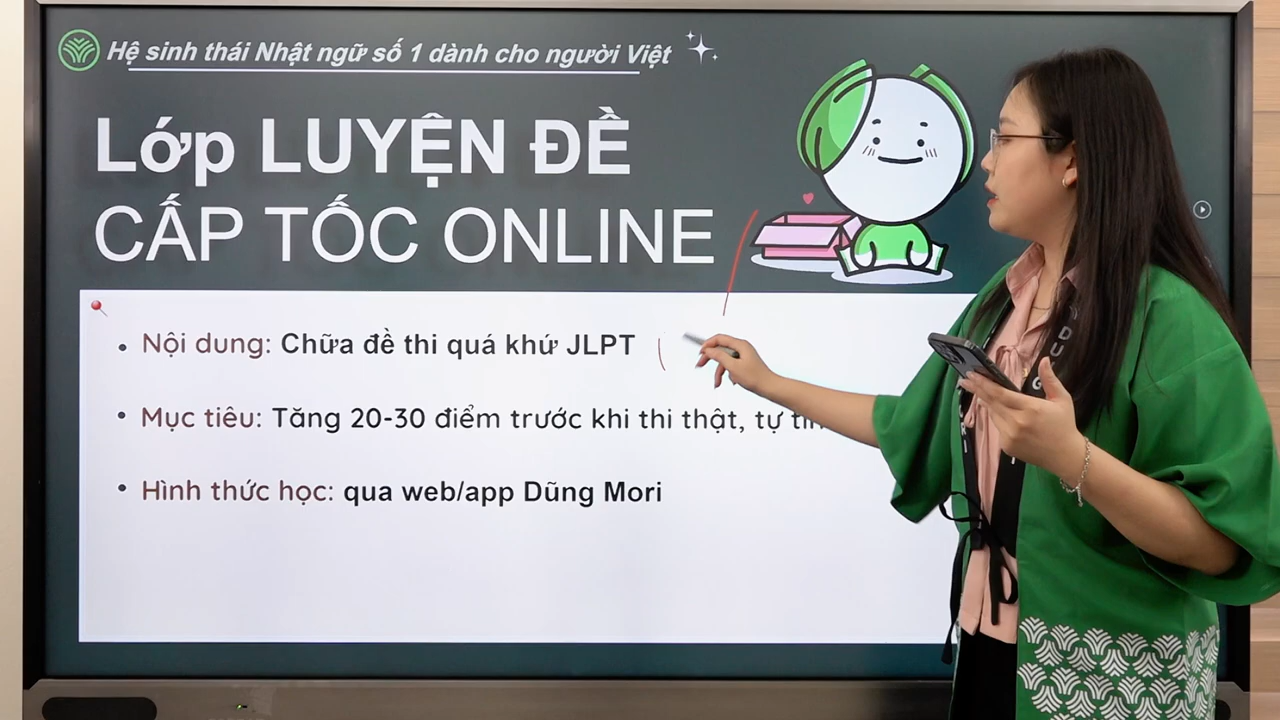 Hệ sinh thái Nhật ngữ số 1 dành cho người Việt
Lớp LUYỆN ĐỀ
CẤP TỐC ONLINE
Nội dung: Chữa đề thi quá khứ JLPT
Mục tiêu: Tăng 20-30 điểm trước khi thi thật, tự
Hình thức học: qua web/app Dũng Mori